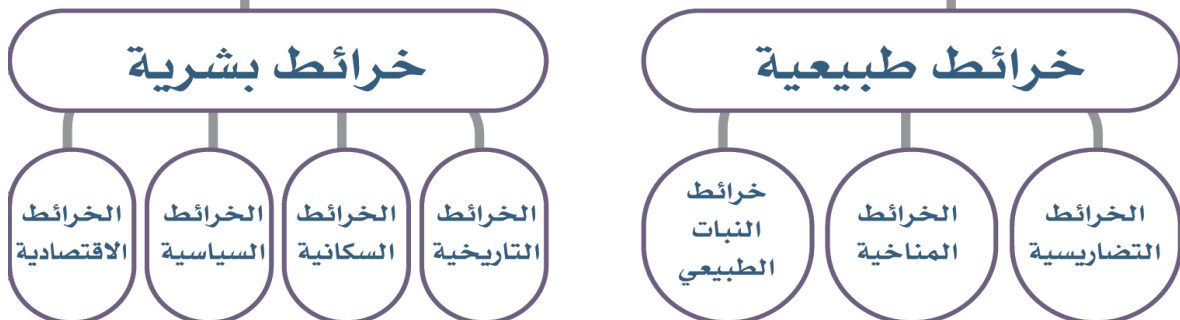 خرائط طبيعية
الخرائط
التضاريسية
الخرائط
المناخية
خرائط
النبات
الطبيعي
خرائط بشرية
الخرائط
التاريخية
الخرائط
السكانية
الخرائط
السياسية
الخرائط
الاقتصادية